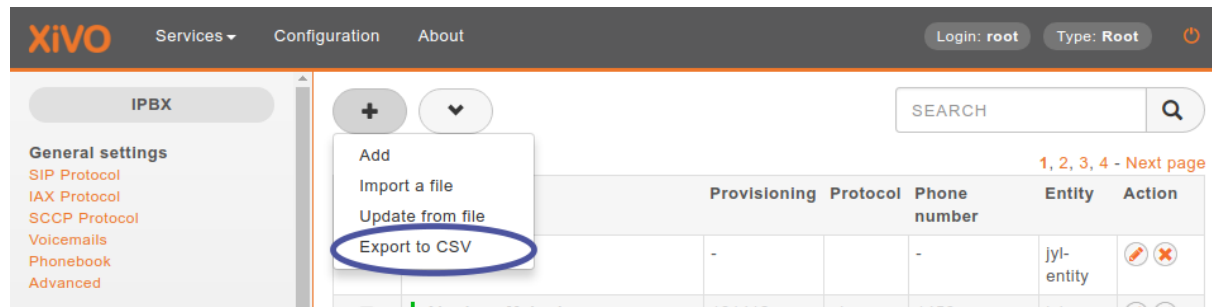 XiVO Services Configuration About Login: root Type: Root
IPBX
General settings
SIP Protocol
IAX Protocol
SCCP Protocol
Voicemails
Phonebook
Advanced
SEARCH
Add
Import a file
Update from file
Export to CSV
1, 2, 3, 4 - Next page
Provisioning Protocol Phone number Entity Action
- - jyl-entity